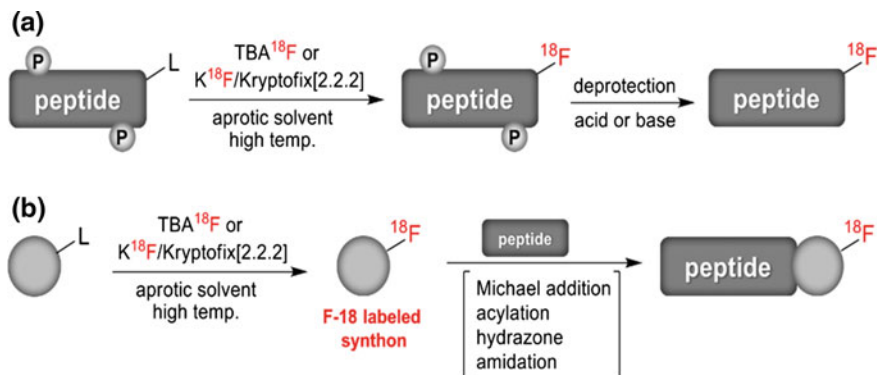 (a)
P
L
peptide
P
TBA¹⁸F or
K¹⁸F/Kryptofix[2.2.2]
aprotic solvent
high temp.
P
¹⁸F
peptide
P
deprotection
acid or base
¹⁸F
peptide
(b)
L
TBA¹⁸F or
K¹⁸F/Kryptofix[2.2.2]
aprotic solvent
high temp.
¹⁸F
F-18 labeled
synthon
peptide
Michael addition
acylation
hydrazone
amidation
¹⁸F
peptide